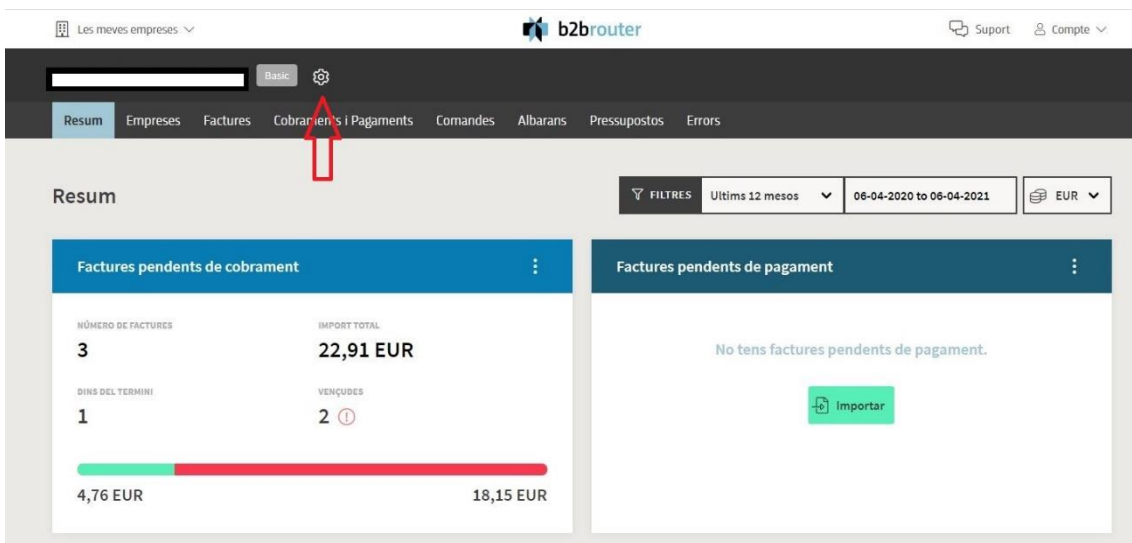 Les meves empreses
b2brouter
Suport
Compte
Basic
Resum
Empreses
Factures
Cobraments i Pagaments
Comandes
Albarans
Pressupostos
Errors
Resum
FILTRES
Ultims 12 mesos
06-04-2020 to 06-04-2021
EUR
Factures pendents de cobrament
NÚMERO DE FACTURES
IMPORT TOTAL
3
22,91 EUR
DINS DEL TERMINI
VENÇUDES
1
2
4,76 EUR
18,15 EUR
Factures pendents de pagament
No tens factures pendents de pagament.
Importar